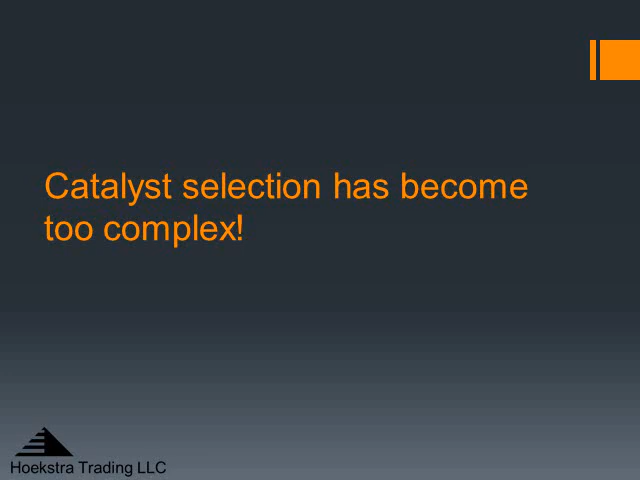 Catalyst selection has become
too complex!
Hoekstra Trading LLC